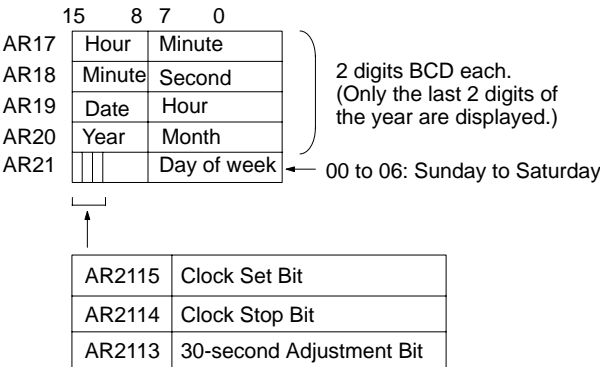 15 8 7 0
AR17 Hour Minute
AR18 Minute Second
AR19 Date Hour
AR20 Year Month
2 digits BCD each.
(Only the last 2 digits of
the year are displayed.)
AR21 Day of week 00 to 06: Sunday to Saturday
AR2115 Clock Set Bit
AR2114 Clock Stop Bit
AR2113 30-second Adjustment Bit